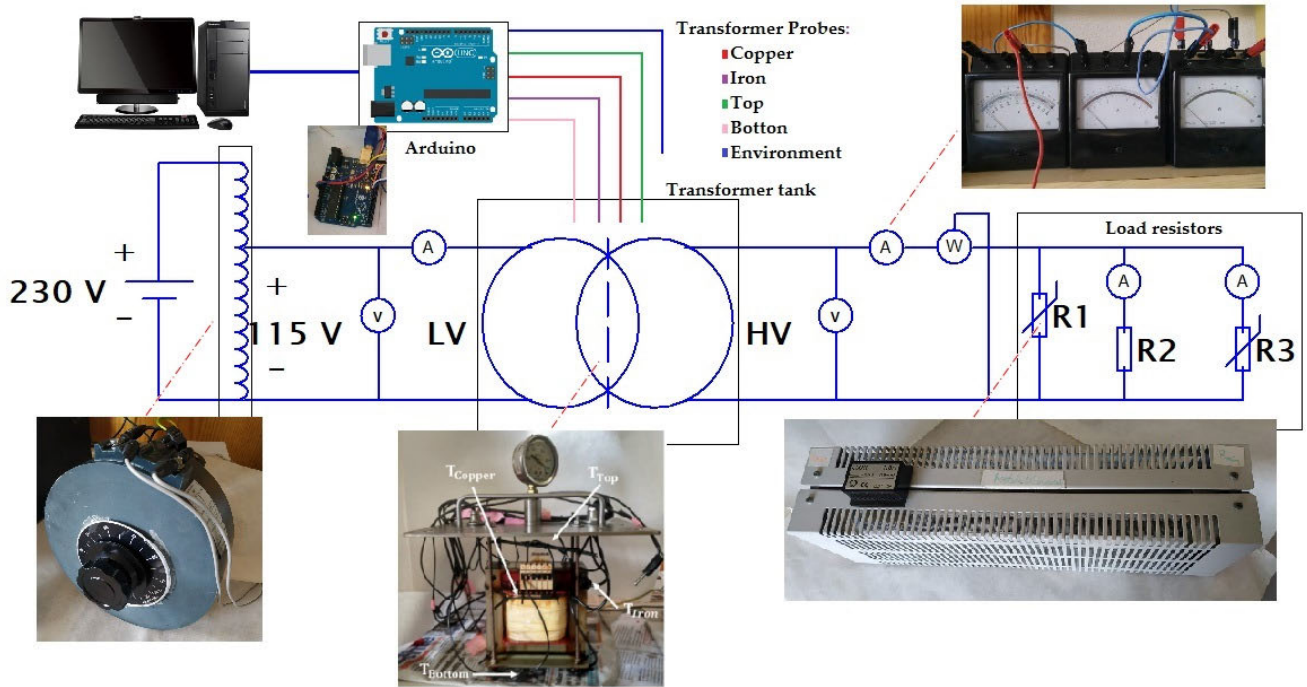 Transformer Probes:
Copper
Iron
Top
Botton
Environment
Arduino
Transformer tank
Load resistors
230 V
+
−
+
115 V
−
A
v
LV
HV
A
W
v
R1
A
R2
A
R3
TCopper
TTop
TIron
TBottom